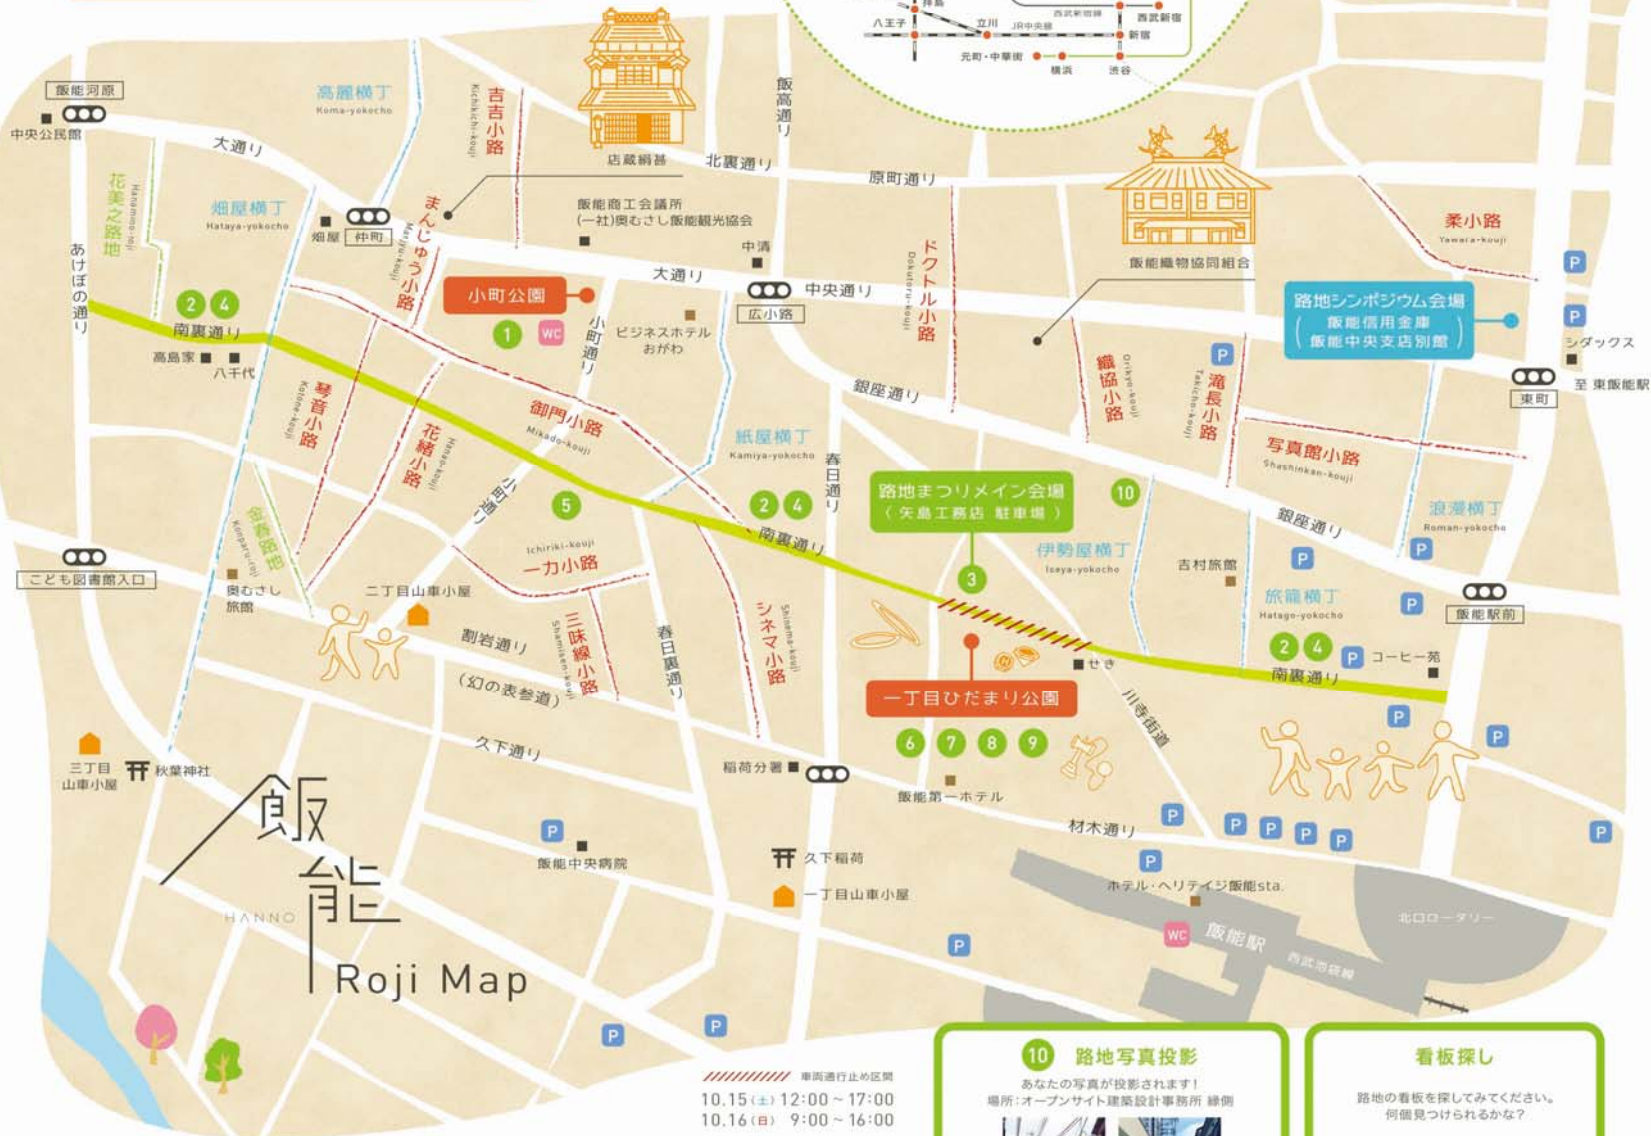 拝島
西武新宿線
西武新宿
八王子
立川
JR中央線
新宿
元町・中華街
横浜
渋谷
飯能河原
中央公民館
高麗横丁
Koma-yokocho
吉吉小路
Kichikichi-kouji
店蔵絹甚
飯高通り
大通り
北裏通り
原町通り
花美之路地
Hanamino-roji
畑屋横丁
Hataya-yokocho
畑屋
仲町
まんじゅう小路
飯能商工会議所
(一社)奥むさし飯能観光協会
中清
ドクトル小路
Dokutoru-kouji
飯能織物協同組合
柔小路
Yawara-kouji
P
あけぼの通り
大通り
小町公園
中央通り
広小路
路地シンポジウム会場
(飯能信用金庫
飯能中央支店別館)
P
シダックス
2 4
南裏通り
1
WC
小町通り
ビジネスホテル
おがわ
高島家
八千代
P
至 東飯能駅
東町
琴音小路
Kotone-kouji
花緒小路
Hanao-kouji
御門小路
Mikado-kouji
銀座通り
織協小路
Orikyo-kouji
滝長小路
Takicho-kouji
写真館小路
Shashinkan-kouji
紙屋横丁
Kamiya-yokocho
春日通り
小町通り
5
2 4
南裏通り
路地まつりメイン会場
(矢島工務店 駐車場)
10
銀座通り
浪漫横丁
Roman-yokocho
金春路地
Konparu-roji
こども図書館入口
奥むさし
旅館
二丁目山車小屋
Ichiriki-kouji
一力小路
3
伊勢屋横丁
Iseya-yokocho
吉村旅館
P
P
旅籠横丁
Hatago-yokocho
P
飯能駅前
割岩通り
(幻の表参道)
三味線小路
Shamisen-kouji
春日裏通り
シネマ小路
Shinema-kouji
せき
2 4
P
コーヒー苑
南裏通り
一丁目ひだまり公園
川寺街道
6 7 8 9
P
P
久下通り
三丁目
山車小屋
秋葉神社
稲荷分署
飯能第一ホテル
材木通り
P
P P P P
P
飯能
HANNO
Roji Map
P
飯能中央病院
久下稲荷
一丁目山車小屋
P
ホテル・ヘリテイジ飯能sta.
WC
飯能駅
西武池袋線
北口ロータリー
P
P
P
車両通行止め区間
10.15(土) 12:00~17:00
10.16(日) 9:00~16:00
10 路地写真投影
あなたの写真が投影されます!
場所:オープンサイト建築設計事務所 縁側
看板探し
路地の看板を探してみてください。
何個見つけられるかな?